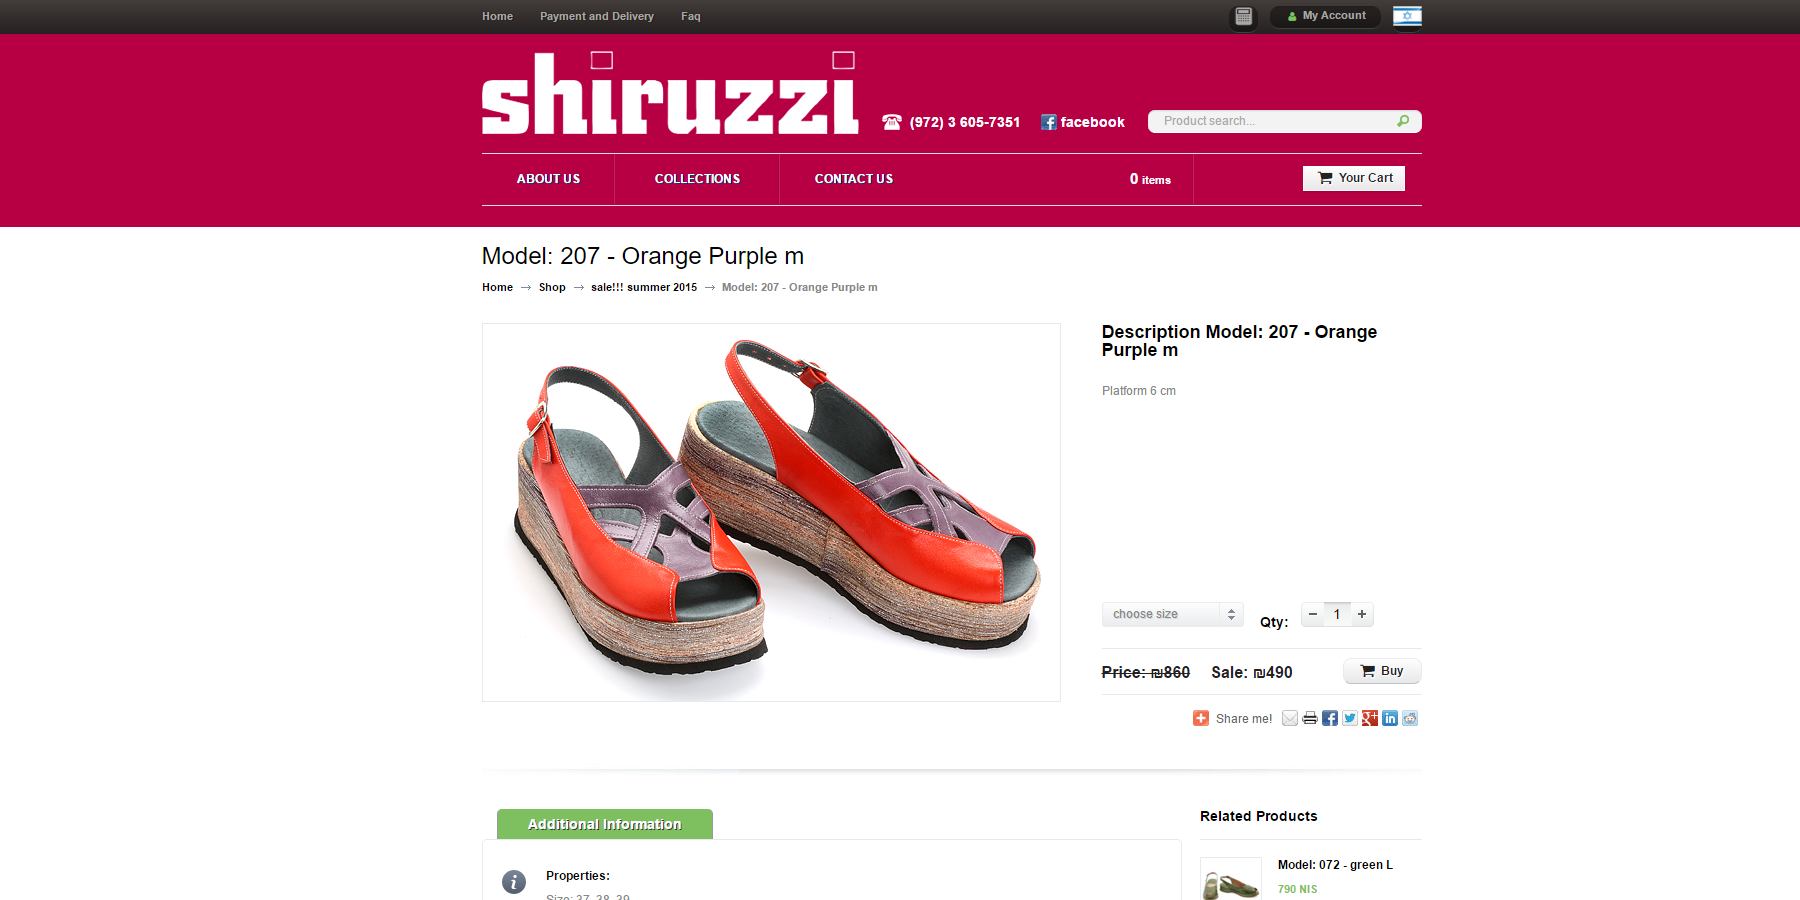 Home Payment and Delivery Faq My Account
shiruzzi
(972) 3 605-7351 facebook Product search...
ABOUT US COLLECTIONS CONTACT US 0 items Your Cart
Model: 207 - Orange Purple m
Home → Shop → sale!!! summer 2015 → Model: 207 - Orange Purple m
Description Model: 207 - Orange
Purple m
Platform 6 cm
choose size Qty: − 1 +
Price: ₪860 Sale: ₪490 Buy
Share me!
Additional Information
Related Products
Properties:
Size: 37, 38, 39
Model: 072 - green L
790 NIS